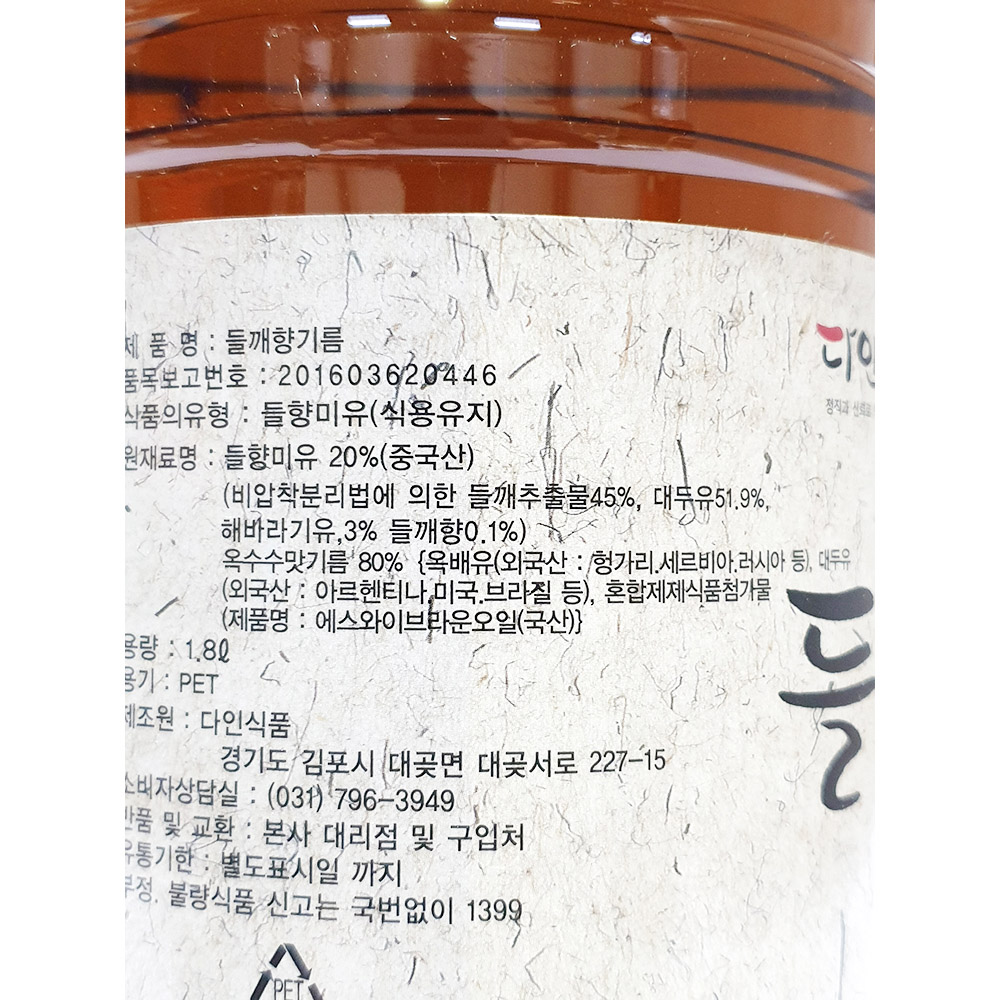 제 품 명 : 들깨향기름
품목보고번호 : 201603620446
식품의유형 : 들향미유(식용유지)
원재료명 : 들향미유 20%(중국산)
(비압착분리법에 의한 들깨추출물45%, 대두유51.9%,
해바라기유,3% 들깨향0.1%)
옥수수맛기름 80% {옥배유(외국산 : 헝가리.세르비아.러시아 등), 대두유
(외국산 : 아르헨티나.미국.브라질 등), 혼합제제식품첨가물
(제품명 : 에스와이브라운오일(국산)}
용량 : 1.8ℓ
용기 : PET
제조원 : 다인식품
경기도 김포시 대곶면 대곶서로 227-15
소비자상담실 : (031) 796-3949
반품 및 교환 : 본사 대리점 및 구입처
유통기한 : 별도표시일 까지
부정. 불량식품 신고는 국번없이 1399
PET
다인
정직과 신뢰를
들